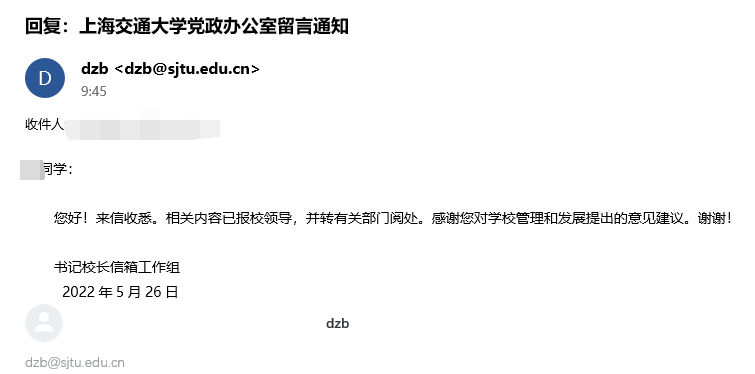 回复：上海交通大学党政办公室留言通知
D
dzb <dzb@sjtu.edu.cn>
9:45
收件人
同学：
您好！来信收悉。相关内容已报校领导，并转有关部门阅处。感谢您对学校管理和发展提出的意见建议。谢谢！
书记校长信箱工作组
2022 年 5 月 26 日
dzb
dzb@sjtu.edu.cn